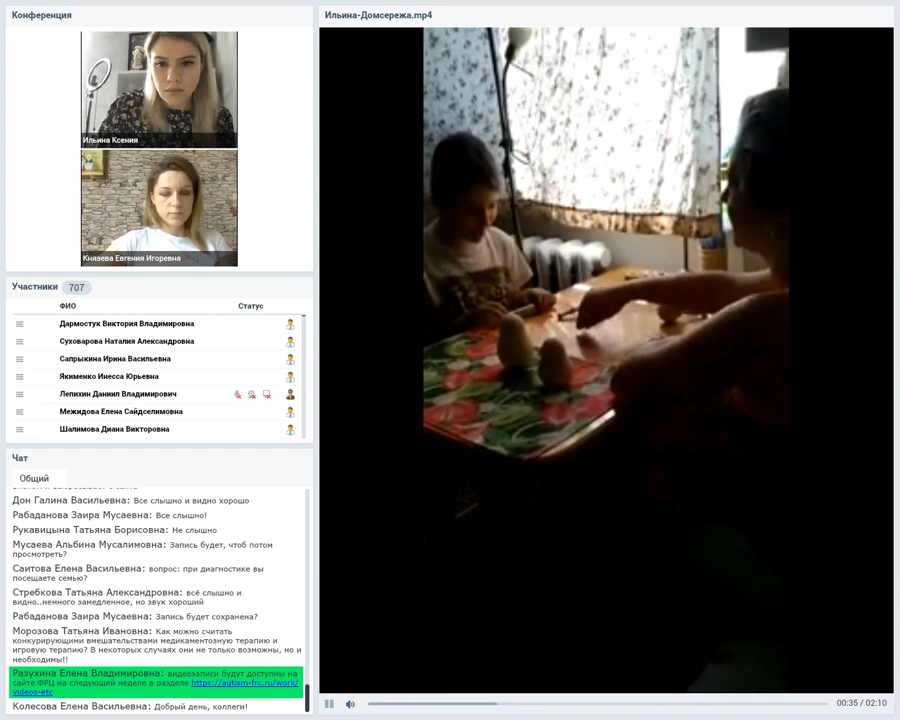 Конференция
Ильина Ксения
Князева Евгения Игоревна
Участники 707
ФИО Статус
Дармостук Виктория Владимировна
Суховарова Наталия Александровна
Сапрыкина Ирина Васильевна
Якименко Инесса Юрьевна
Лепихин Даниил Владимирович
Межидова Елена Сайдселимовна
Шалимова Диана Викторовна
Чат
Общий
Дон Галина Васильевна: Все слышно и видно хорошо
Рабаданова Заира Мусаевна: Все слышно!
Рукавицына Татьяна Борисовна: Не слышно
Мусаева Альбина Мусалимовна: Запись будет, чтоб потом
просмотреть?
Саитова Елена Васильевна: вопрос: при диагностике вы
посещаете семью?
Стребкова Татьяна Александровна: всё слышно и
видно..немного замедленное, но звук хороший
Рабаданова Заира Мусаевна: Запись будет сохранена?
Морозова Татьяна Ивановна: Как можно считать
конкурирующими вмешательствами медикаментозную терапию и
игровую терапию? В некоторых случаях они не только возможны, но и
необходимы!!
Разухина Елена Владимировна: видеозаписи будут доступны на
сайте ФРЦ на следующей неделе в разделе https://autism-frc.ru/work/
videos-etc
Колесова Елена Васильевна: Добрый день, коллеги!
Ильина-Домсережа.mp4
00:35 / 02:10